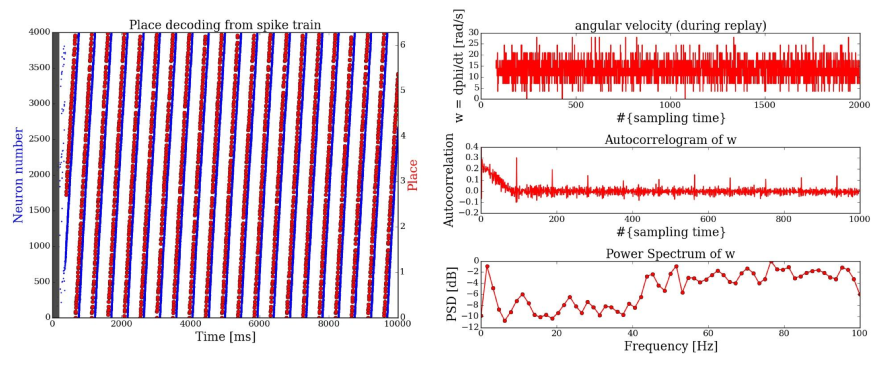 Place decoding from spike train
4000
3500
3000
2500
2000
1500
1000
500
0
Neuron number
6
5
4
3
2
1
0
Place
0 2000 4000 6000 8000 10000
Time [ms]
angular velocity (during replay)
w = dphi/dt [rad/s]
30
25
20
15
10
5
0
0 500 1000 1500 2000
#{sampling time}
Autocorrelogram of w
Autocorrelation
0.4
0.3
0.2
0.1
0.0
−0.1
−0.2
0 200 400 600 800 1000
#{sampling time}
Power Spectrum of w
PSD [dB]
0
−2
−4
−6
−8
−10
−12
0 20 40 60 80 100
Frequency [Hz]